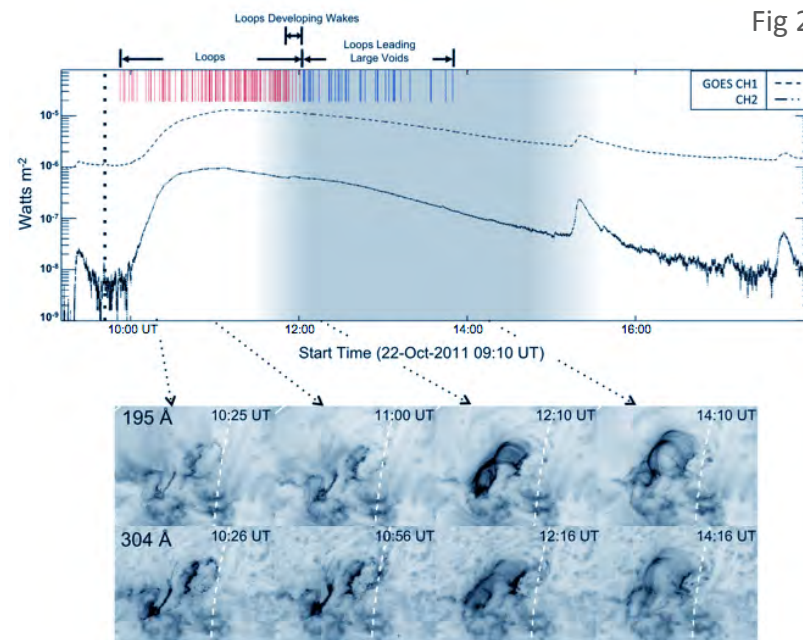 Fig 2
Loops Developing Wakes
Loops
Loops Leading
Large Voids
GOES CH1
CH2
Watts m-2
10-5
10-6
10-7
10-8
10-9
10:00 UT
12:00
14:00
16:00
Start Time (22-Oct-2011 09:10 UT)
195 Å
10:25 UT
11:00 UT
12:10 UT
14:10 UT
304 Å
10:26 UT
10:56 UT
12:16 UT
14:16 UT